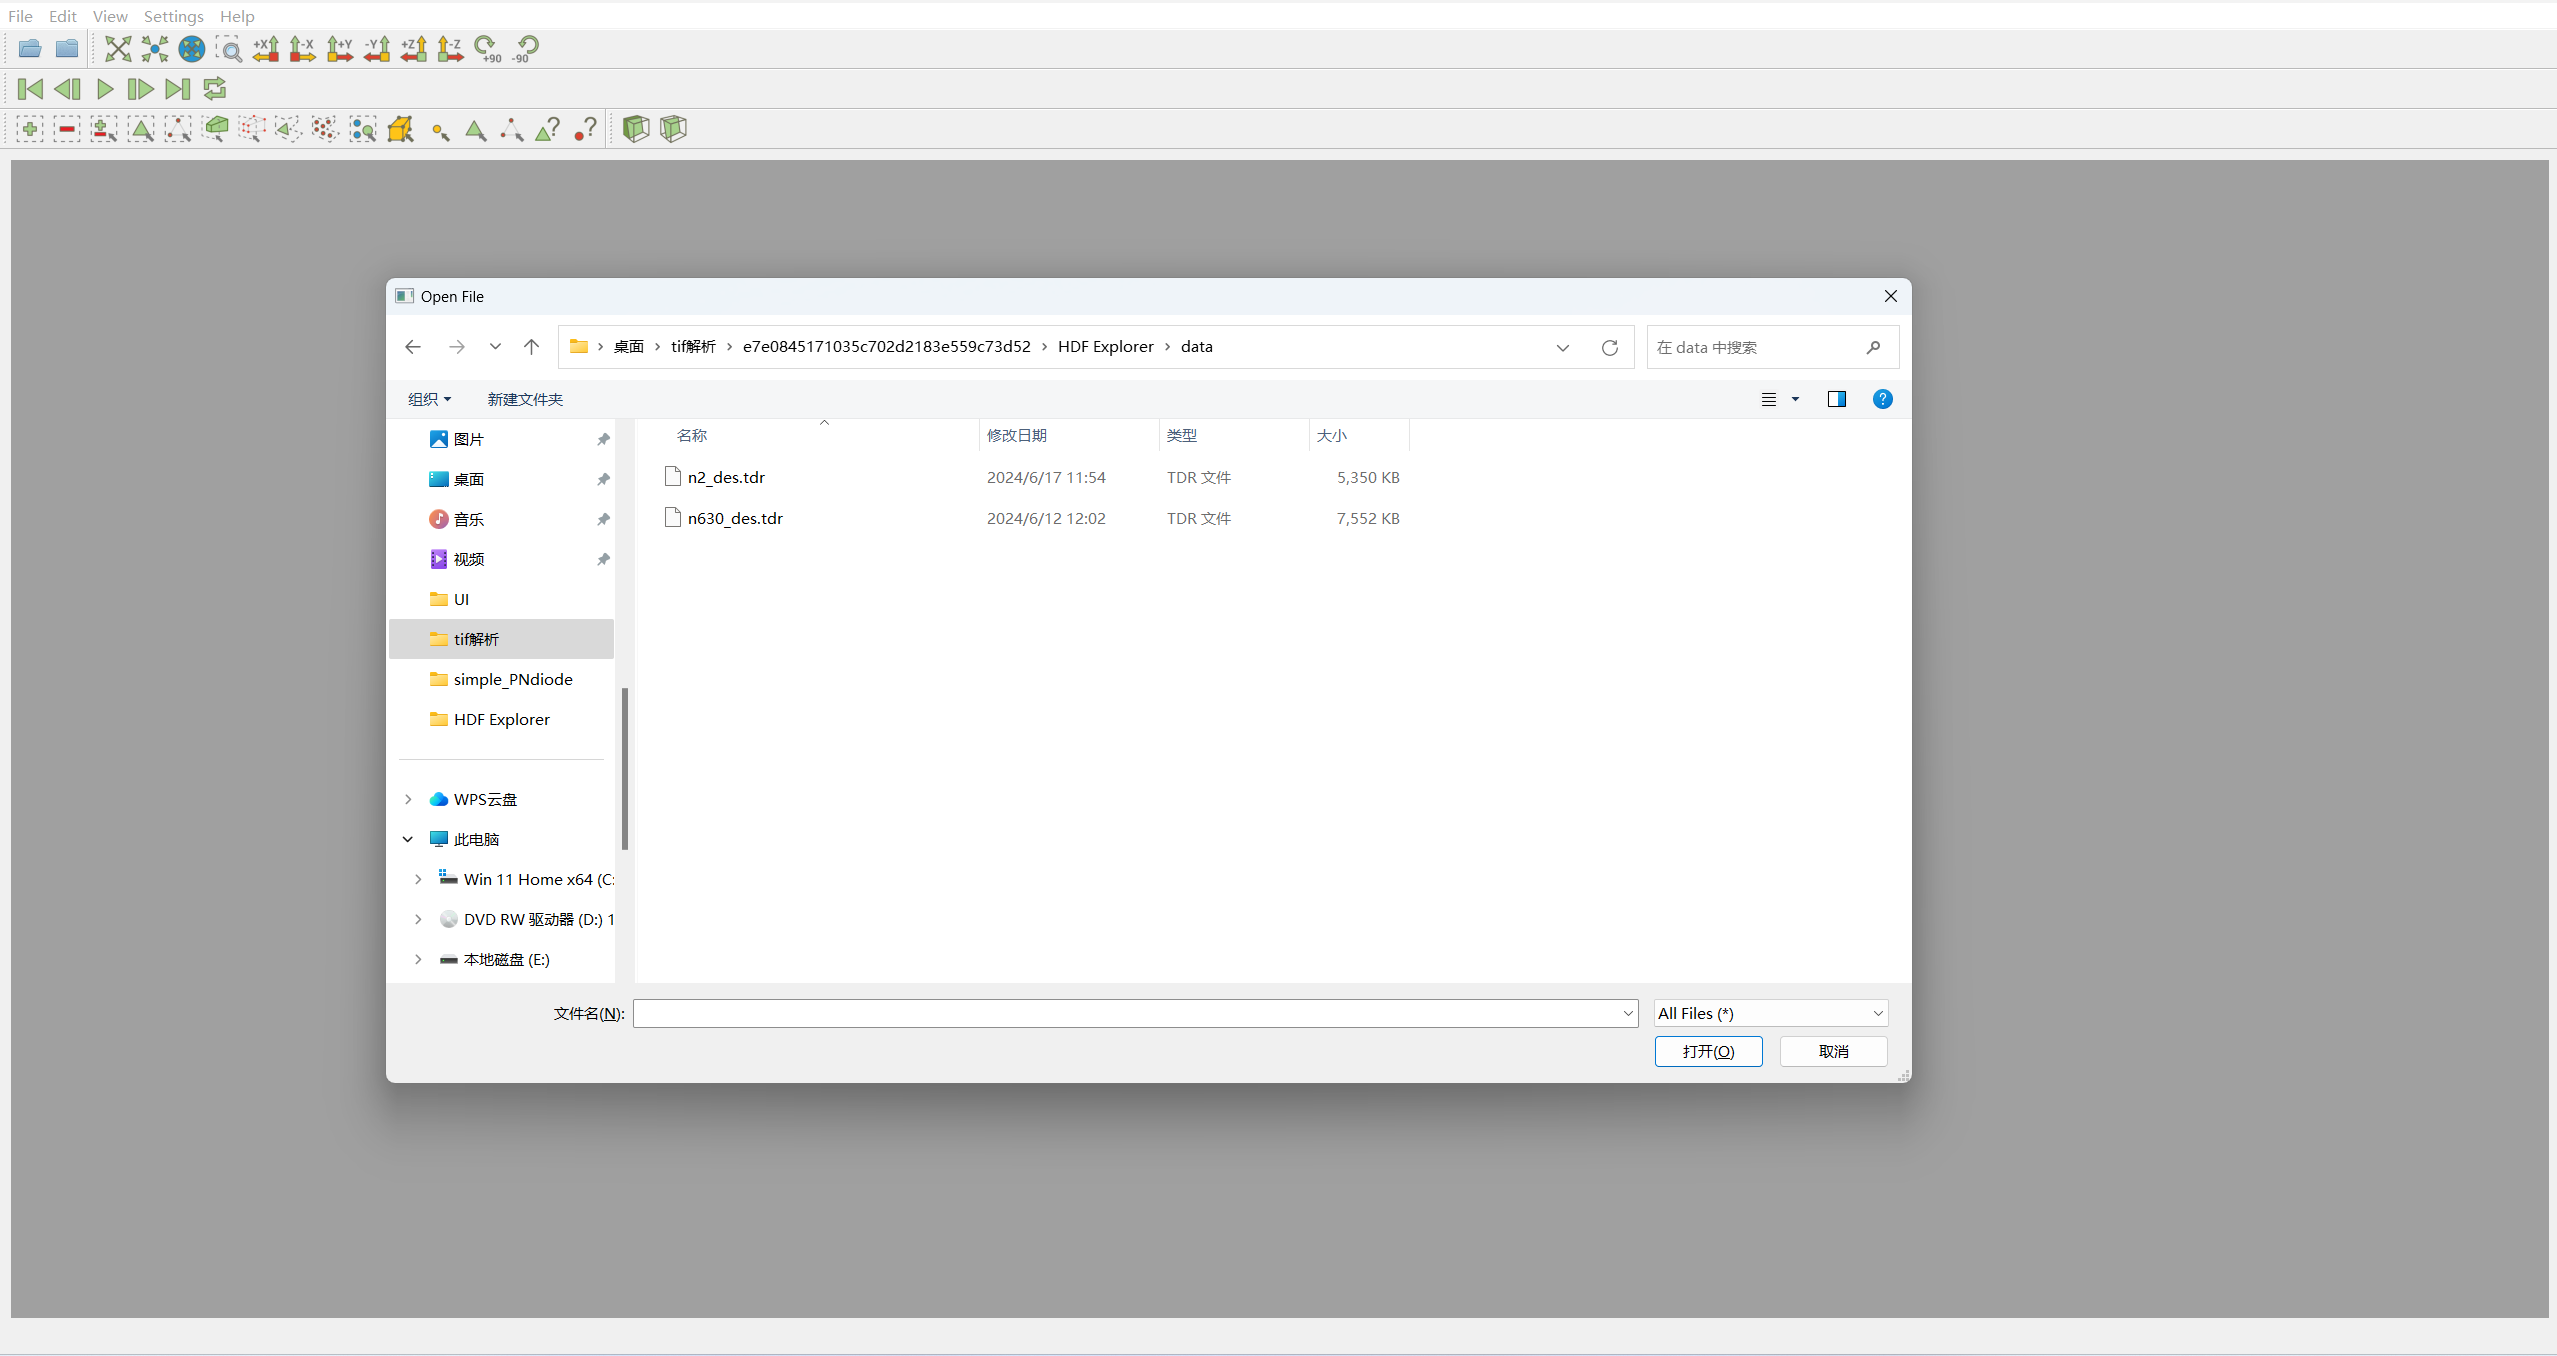 File Edit View Settings Help
+X -X +Y -Y +Z -Z +90 -90
Open File
桌面 tif解析 e7e0845171035c702d2183e559c73d52 HDF Explorer data
在 data 中搜索
组织 新建文件夹
名称 修改日期 类型 大小
n2_des.tdr 2024/6/17 11:54 TDR 文件 5,350 KB
n630_des.tdr 2024/6/12 12:02 TDR 文件 7,552 KB
图片
桌面
音乐
视频
UI
tif解析
simple_PNdiode
HDF Explorer
WPS云盘
此电脑
Win 11 Home x64 (C:
DVD RW 驱动器 (D:) 1
本地磁盘 (E:)
文件名(N):
All Files (*)
打开(O) 取消